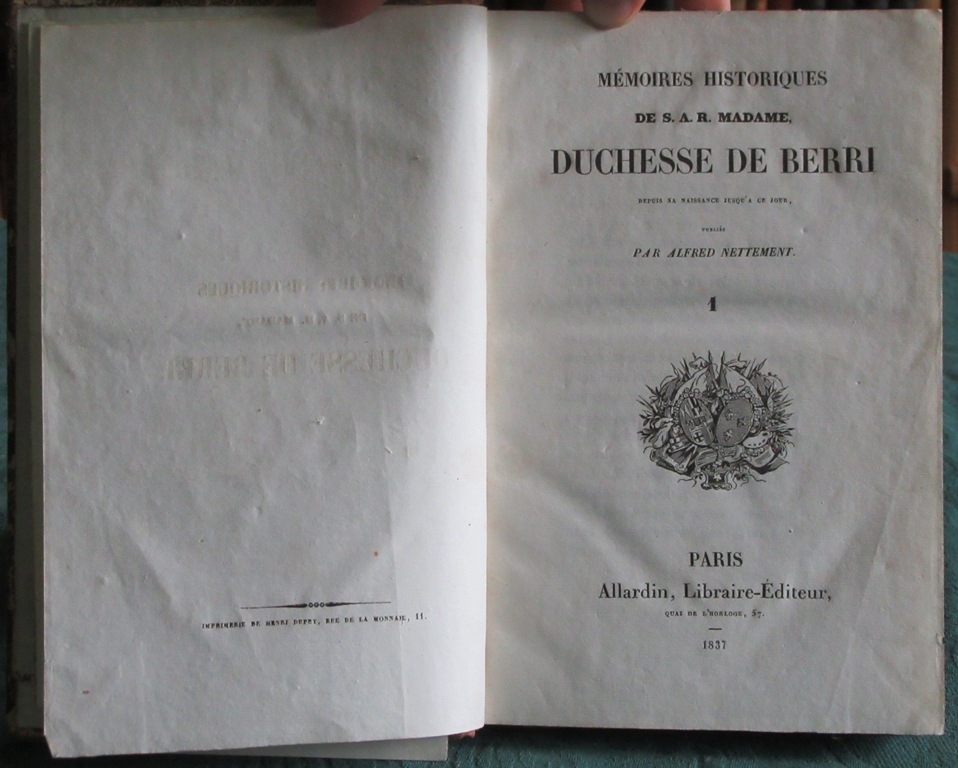 IMPRIMERIE DE HENRI DUPUY, RUE DE LA MONNAIE, 11.
MÉMOIRES HISTORIQUES
DE S. A. R. MADAME,
DUCHESSE DE BERRI
DEPUIS SA NAISSANCE JUSQU'A CE JOUR,
PUBLIÉS
PAR ALFRED NETTEMENT.
1
PARIS
Allardin, Libraire-Éditeur,
QUAI DE L'HORLOGE, 57.
1837